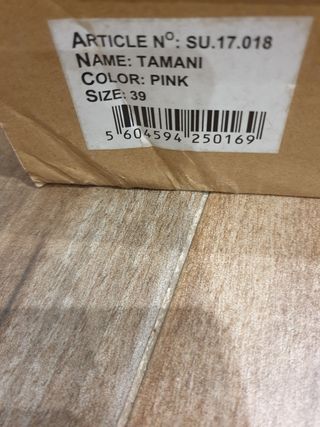 ARTICLE Nº: SU.17.018
NAME: TAMANI
COLOR: PINK
SIZE: 39
5 604594 250169